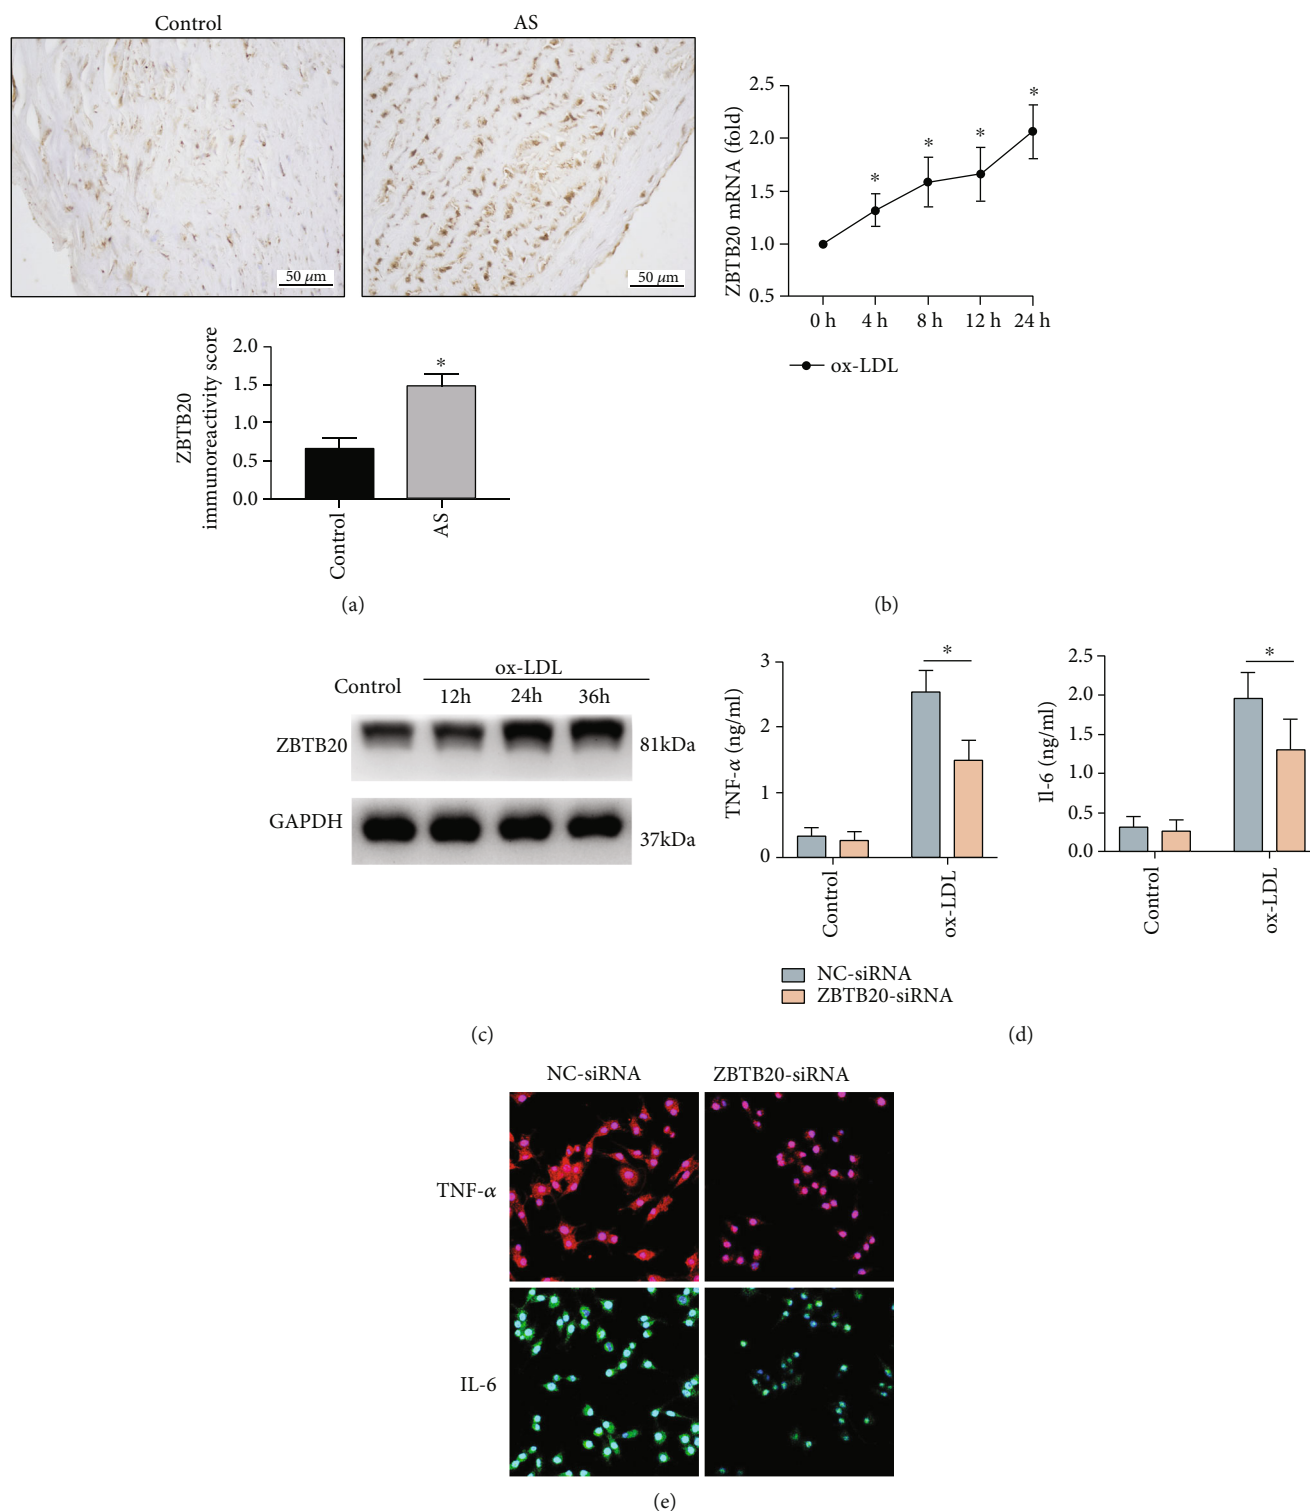 Control
AS
50 μm
50 μm
ZBTB20
immunoreactivity score
2.0
1.5
1.0
0.5
0.0
*
Control
AS
(a)
ZBTB20 mRNA (fold)
2.5
2.0
1.5
1.0
0.5
*
*
*
*
0 h
4 h
8 h
12 h
24 h
ox-LDL
(b)
ox-LDL
Control
12h
24h
36h
ZBTB20
81kDa
GAPDH
37kDa
(c)
TNF-α (ng/ml)
3
2
1
0
*
Control
ox-LDL
Il-6 (ng/ml)
2.5
2.0
1.5
1.0
0.5
0.0
*
Control
ox-LDL
NC-siRNA
ZBTB20-siRNA
(d)
NC-siRNA
ZBTB20-siRNA
TNF-α
IL-6
(e)